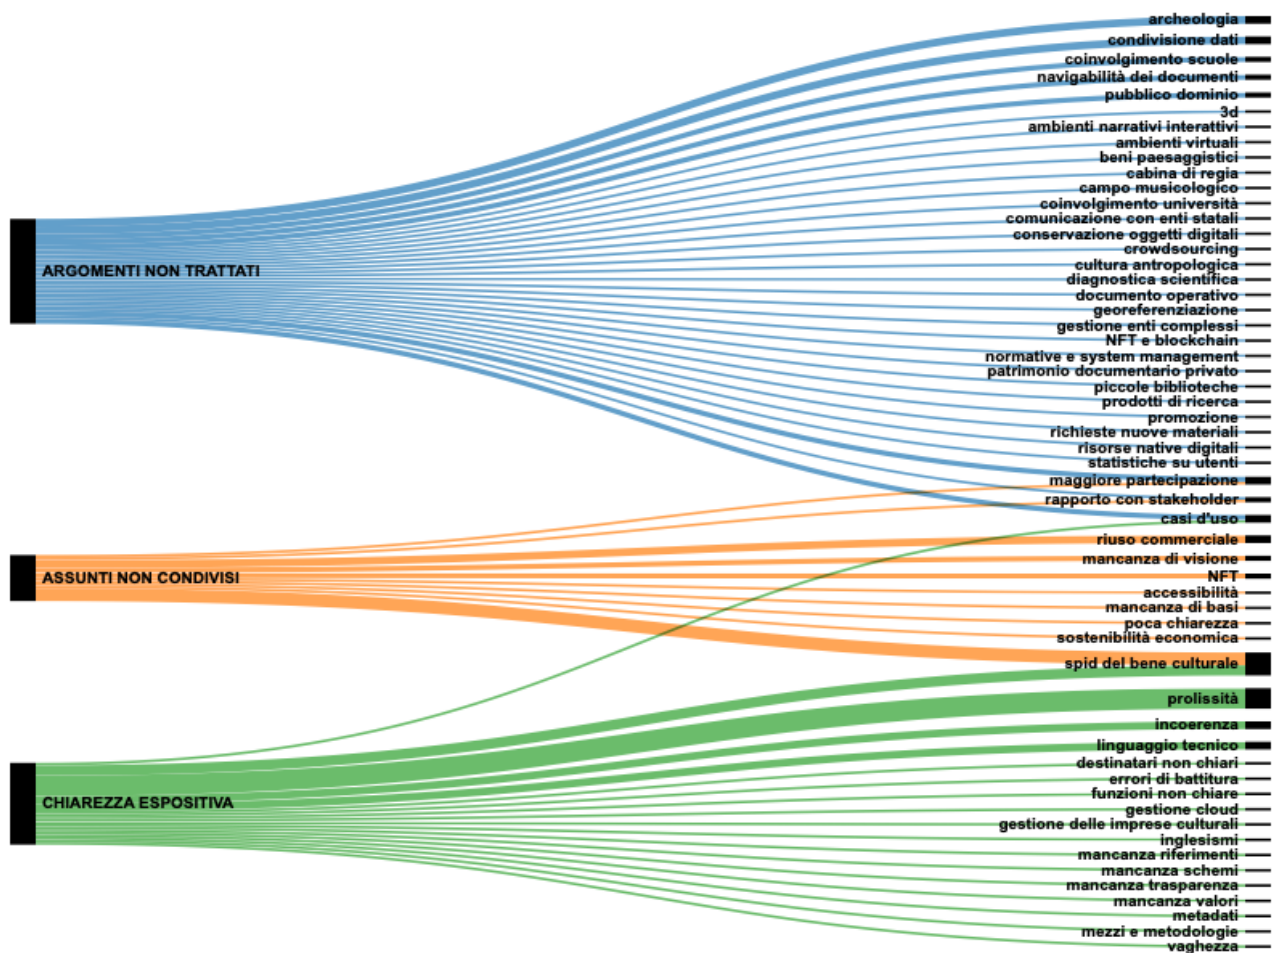 archeologia
condivisione dati
coinvolgimento scuole
navigabilità dei documenti
pubblico dominio
3d
ambienti narrativi interattivi
ambienti virtuali
beni paesaggistici
cabina di regia
campo musicologico
coinvolgimento università
comunicazione con enti statali
conservazione oggetti digitali
crowdsourcing
cultura antropologica
ARGOMENTI NON TRATTATI
diagnostica scientifica
documento operativo
georeferenziazione
gestione enti complessi
NFT e blockchain
normative e system management
patrimonio documentario privato
piccole biblioteche
prodotti di ricerca
promozione
richieste nuove materiali
risorse native digitali
statistiche su utenti
maggiore partecipazione
rapporto con stakeholder
casi d'uso
riuso commerciale
mancanza di visione
ASSUNTI NON CONDIVISI
NFT
accessibilità
mancanza di basi
poca chiarezza
sostenibilità economica
spid del bene culturale
prolissità
incoerenza
linguaggio tecnico
destinatari non chiari
errori di battitura
funzioni non chiare
CHIAREZZA ESPOSITIVA
gestione cloud
gestione delle imprese culturali
inglesismi
mancanza riferimenti
mancanza schemi
mancanza trasparenza
mancanza valori
metadati
mezzi e metodologie
vaghezza